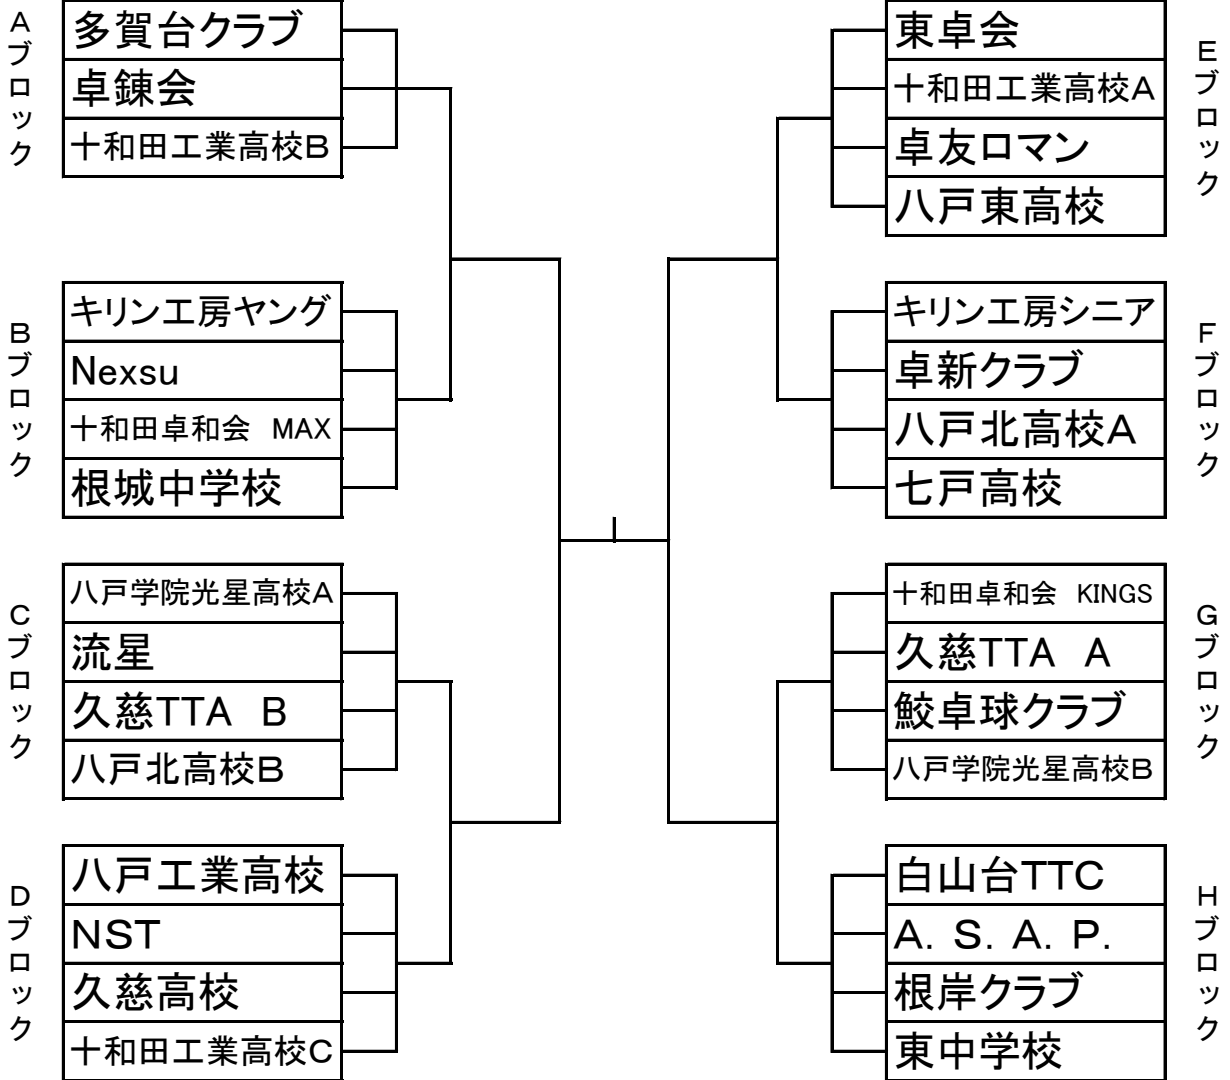 Aブロック
多賀台クラブ
卓錬会
十和田工業高校B
Bブロック
キリン工房ヤング
Nexsu
十和田卓和会　MAX
根城中学校
Cブロック
八戸学院光星高校A
流星
久慈TTA　B
八戸北高校B
Dブロック
八戸工業高校
NST
久慈高校
十和田工業高校C
Eブロック
東卓会
十和田工業高校A
卓友ロマン
八戸東高校
Fブロック
キリン工房シニア
卓新クラブ
八戸北高校A
七戸高校
Gブロック
十和田卓和会　KINGS
久慈TTA　A
鮫卓球クラブ
八戸学院光星高校B
Hブロック
白山台TTC
A．S．A．P．
根岸クラブ
東中学校